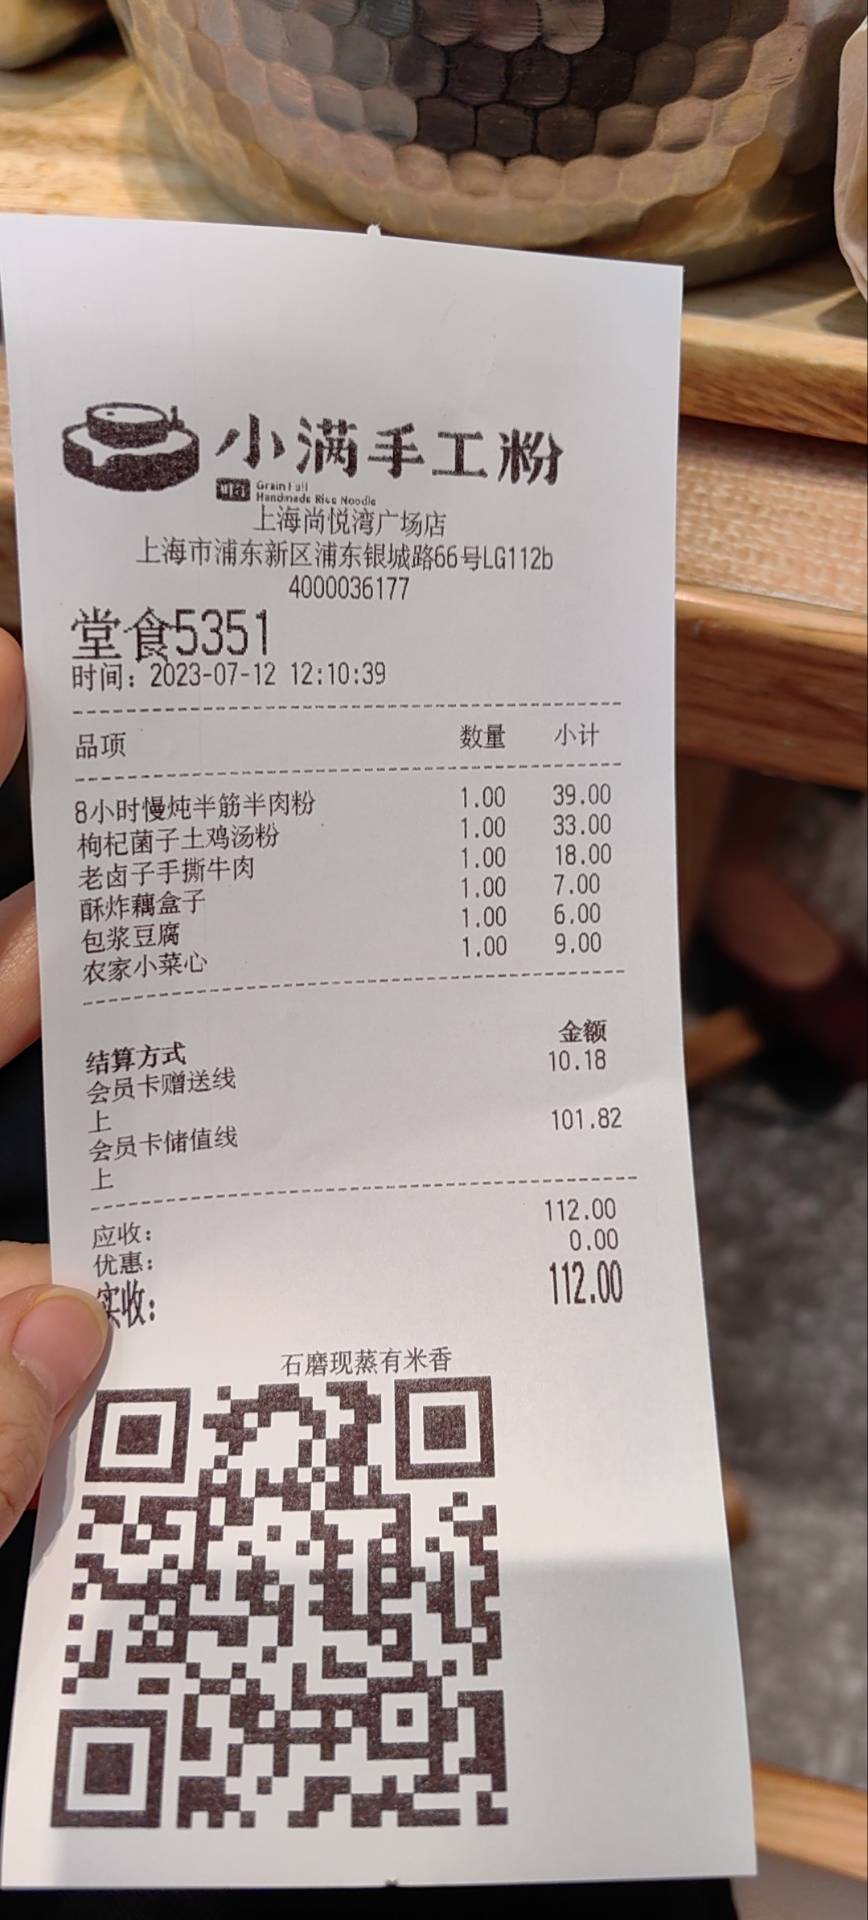 小满手工粉
Grain Full
Handmade Rice Noodle
上海尚悦湾广场店
上海市浦东新区浦东银城路66号LG112b
4000036177
堂食5351
时间：2023-07-12 12:10:39
品项 数量 小计
8小时慢炖半筋半肉粉 1.00 39.00
枸杞菌子土鸡汤粉 1.00 33.00
老卤子手撕牛肉 1.00 18.00
酥炸藕盒子 1.00 7.00
包浆豆腐 1.00 6.00
农家小菜心 1.00 9.00
结算方式 金额
会员卡赠送线 10.18
上
会员卡储值线 101.82
上
应收： 112.00
优惠： 0.00
实收： 112.00
石磨现蒸有米香